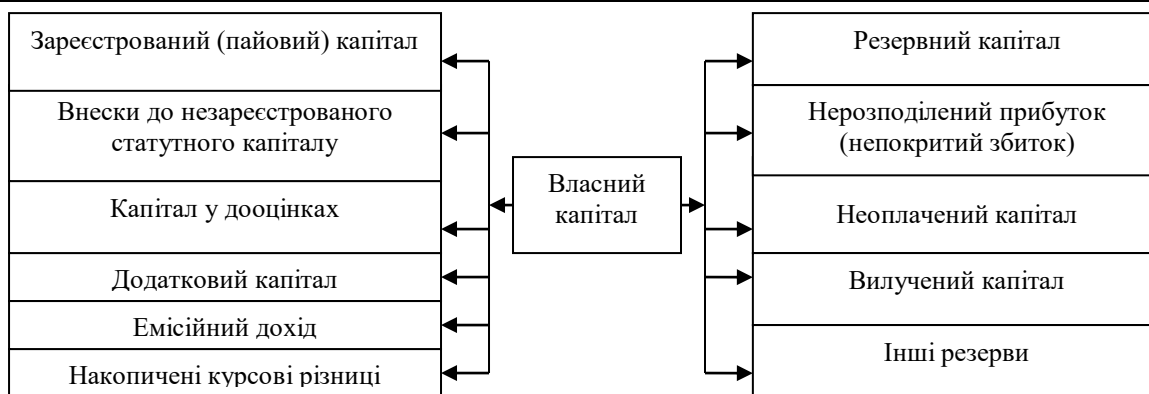 Зареєстрований (пайовий) капітал
Внески до незареєстрованого
статутного капіталу
Капітал у дооцінках
Додатковий капітал
Емісійний дохід
Накопичені курсові різниці
Власний
капітал
Резервний капітал
Нерозподілений прибуток
(непокритий збиток)
Неоплачений капітал
Вилучений капітал
Інші резерви